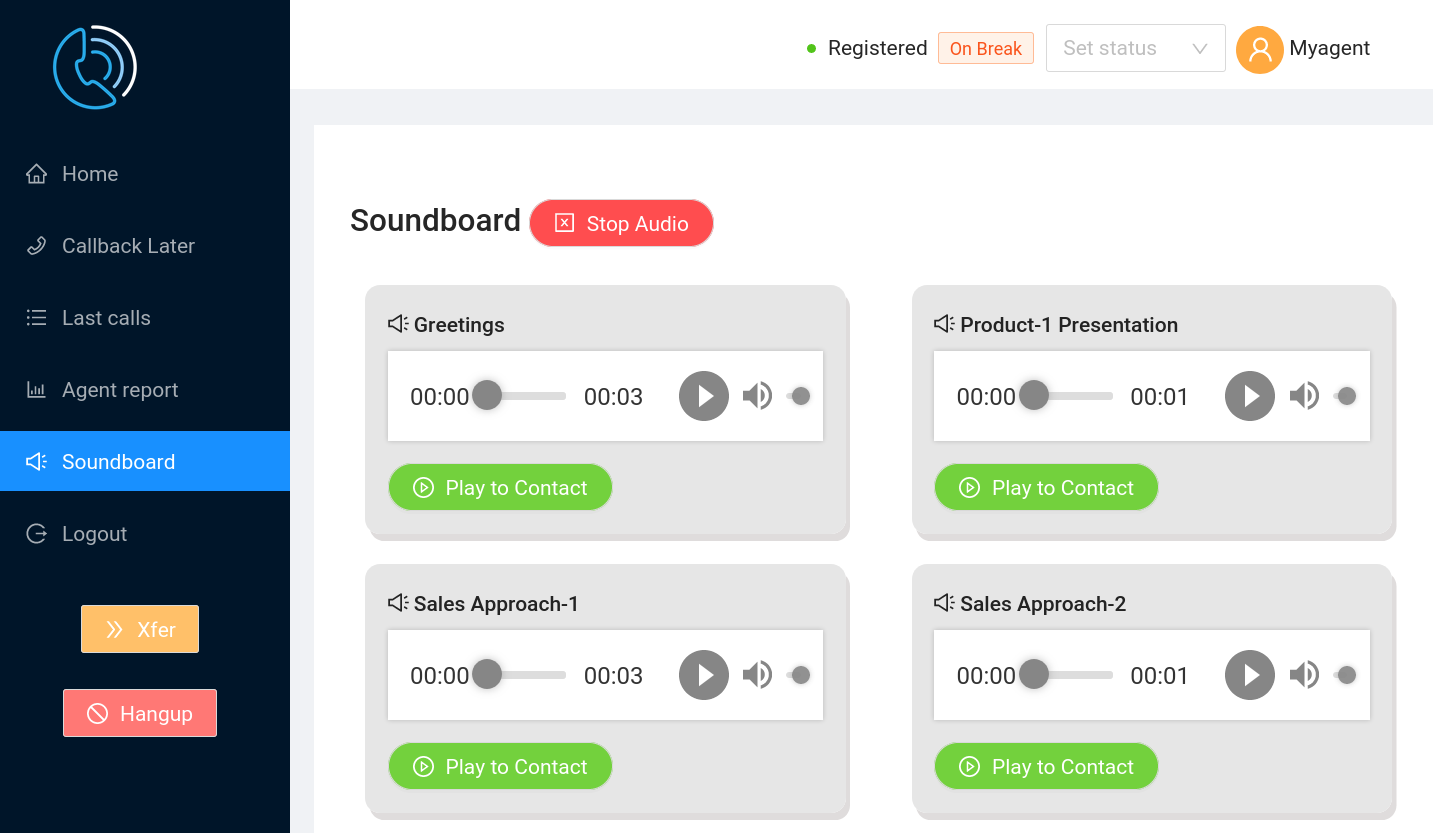 Registered On Break Set status Myagent
Home
Callback Later
Last calls
Agent report
Soundboard
Logout
Xfer
Hangup
Soundboard Stop Audio
Greetings
00:00 00:03
Play to Contact
Product-1 Presentation
00:00 00:01
Play to Contact
Sales Approach-1
00:00 00:03
Play to Contact
Sales Approach-2
00:00 00:01
Play to Contact